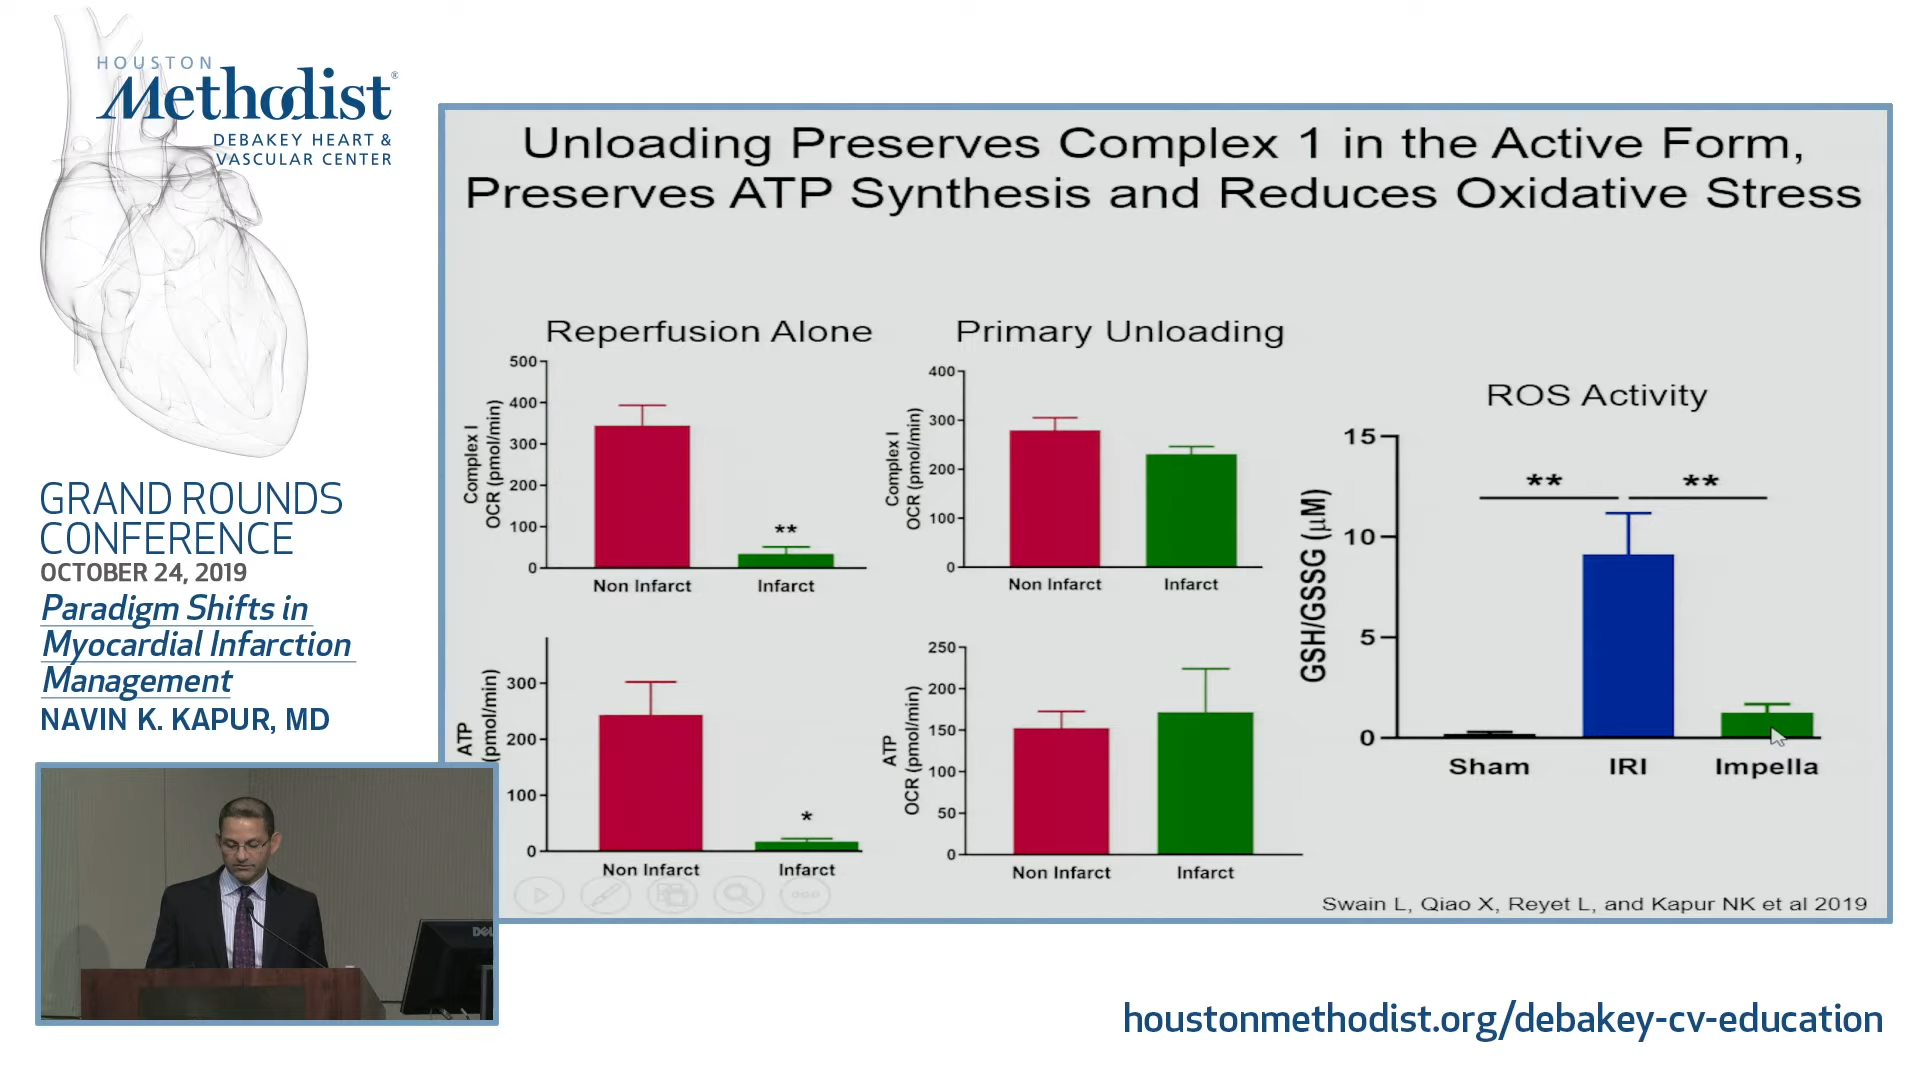 HOUSTON
Methodist®
DEBAKEY HEART &
VASCULAR CENTER
GRAND ROUNDS
CONFERENCE
OCTOBER 24, 2019
Paradigm Shifts in
Myocardial Infarction
Management
NAVIN K. KAPUR, MD
Unloading Preserves Complex 1 in the Active Form,
Preserves ATP Synthesis and Reduces Oxidative Stress
Reperfusion Alone
Complex I
OCR (pmol/min)
500
400
300
200
100
0
**
Non Infarct
Infarct
Primary Unloading
Complex I
OCR (pmol/min)
400
300
200
100
0
Non Infarct
Infarct
ATP
(pmol/min)
300
200
100
0
*
Non Infarct
Infarct
ATP
OCR (pmol/min)
250
200
150
100
50
0
Non Infarct
Infarct
ROS Activity
GSH/GSSG (µM)
15
10
5
0
**
**
Sham
IRI
Impella
Swain L, Qiao X, Reyet L, and Kapur NK et al 2019
houstonmethodist.org/debakey-cv-education